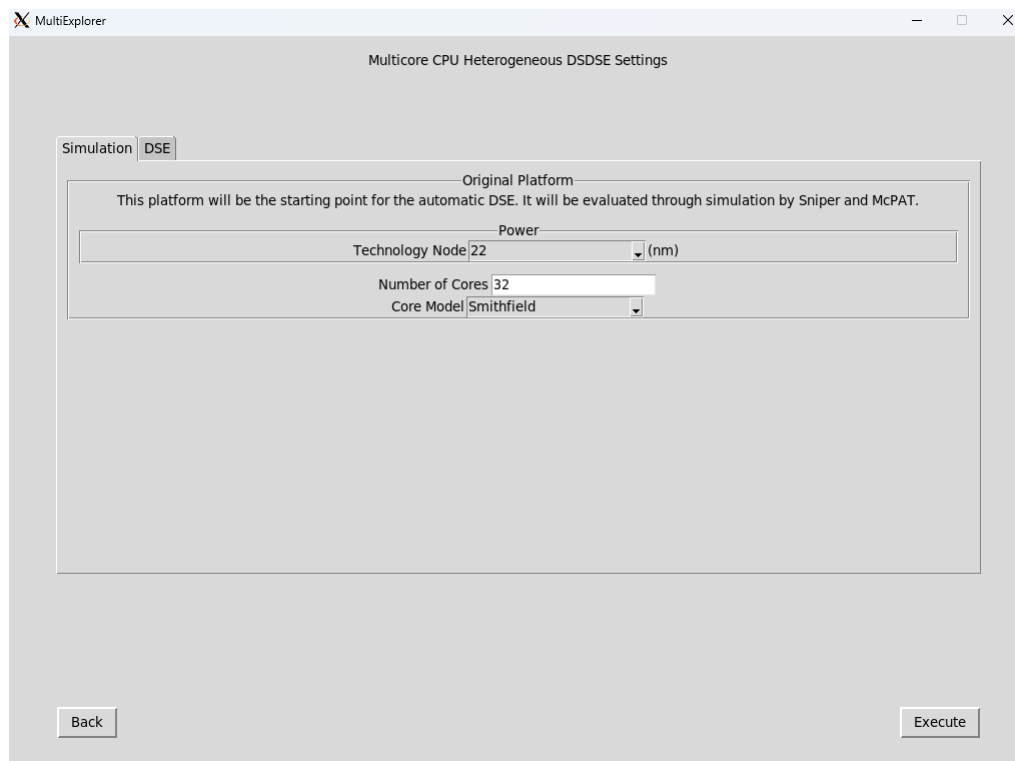 MultiExplorer
Multicore CPU Heterogeneous DSDSE Settings
Simulation DSE
Original Platform
This platform will be the starting point for the automatic DSE. It will be evaluated through simulation by Sniper and McPAT.
Power
Technology Node 22 (nm)
Number of Cores 32
Core Model Smithfield
Back Execute